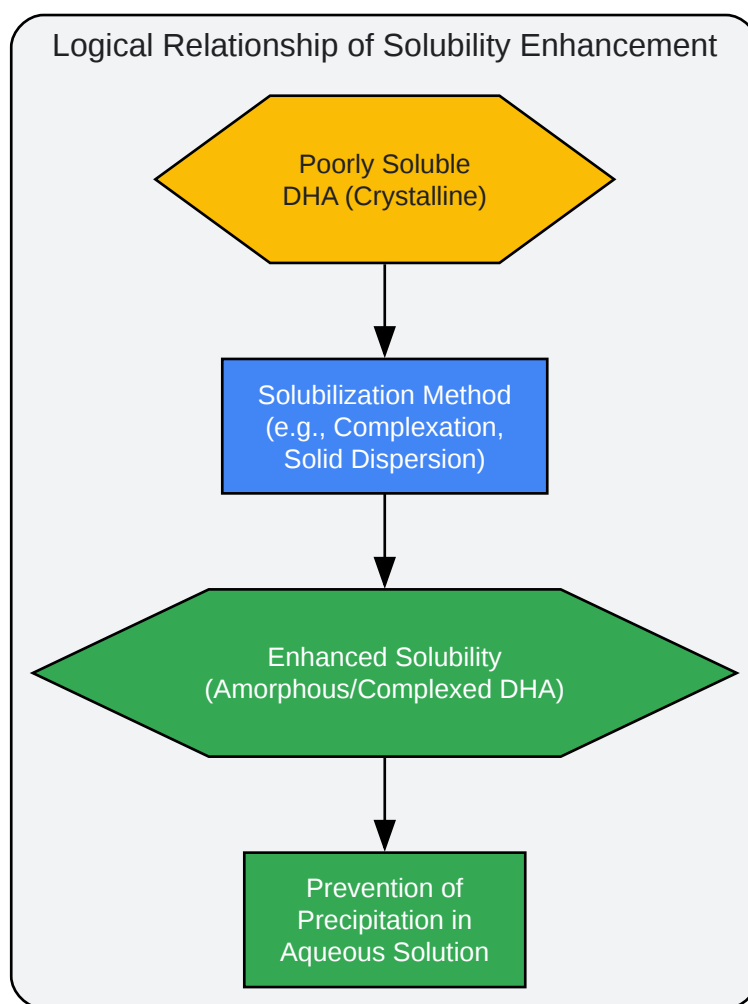 Logical Relationship of Solubility Enhancement
Poorly Soluble
DHA (Crystalline)
Solubilization Method
(e.g., Complexation,
Solid Dispersion)
Enhanced Solubility
(Amorphous/Complexed DHA)
Prevention of
Precipitation in
Aqueous Solution